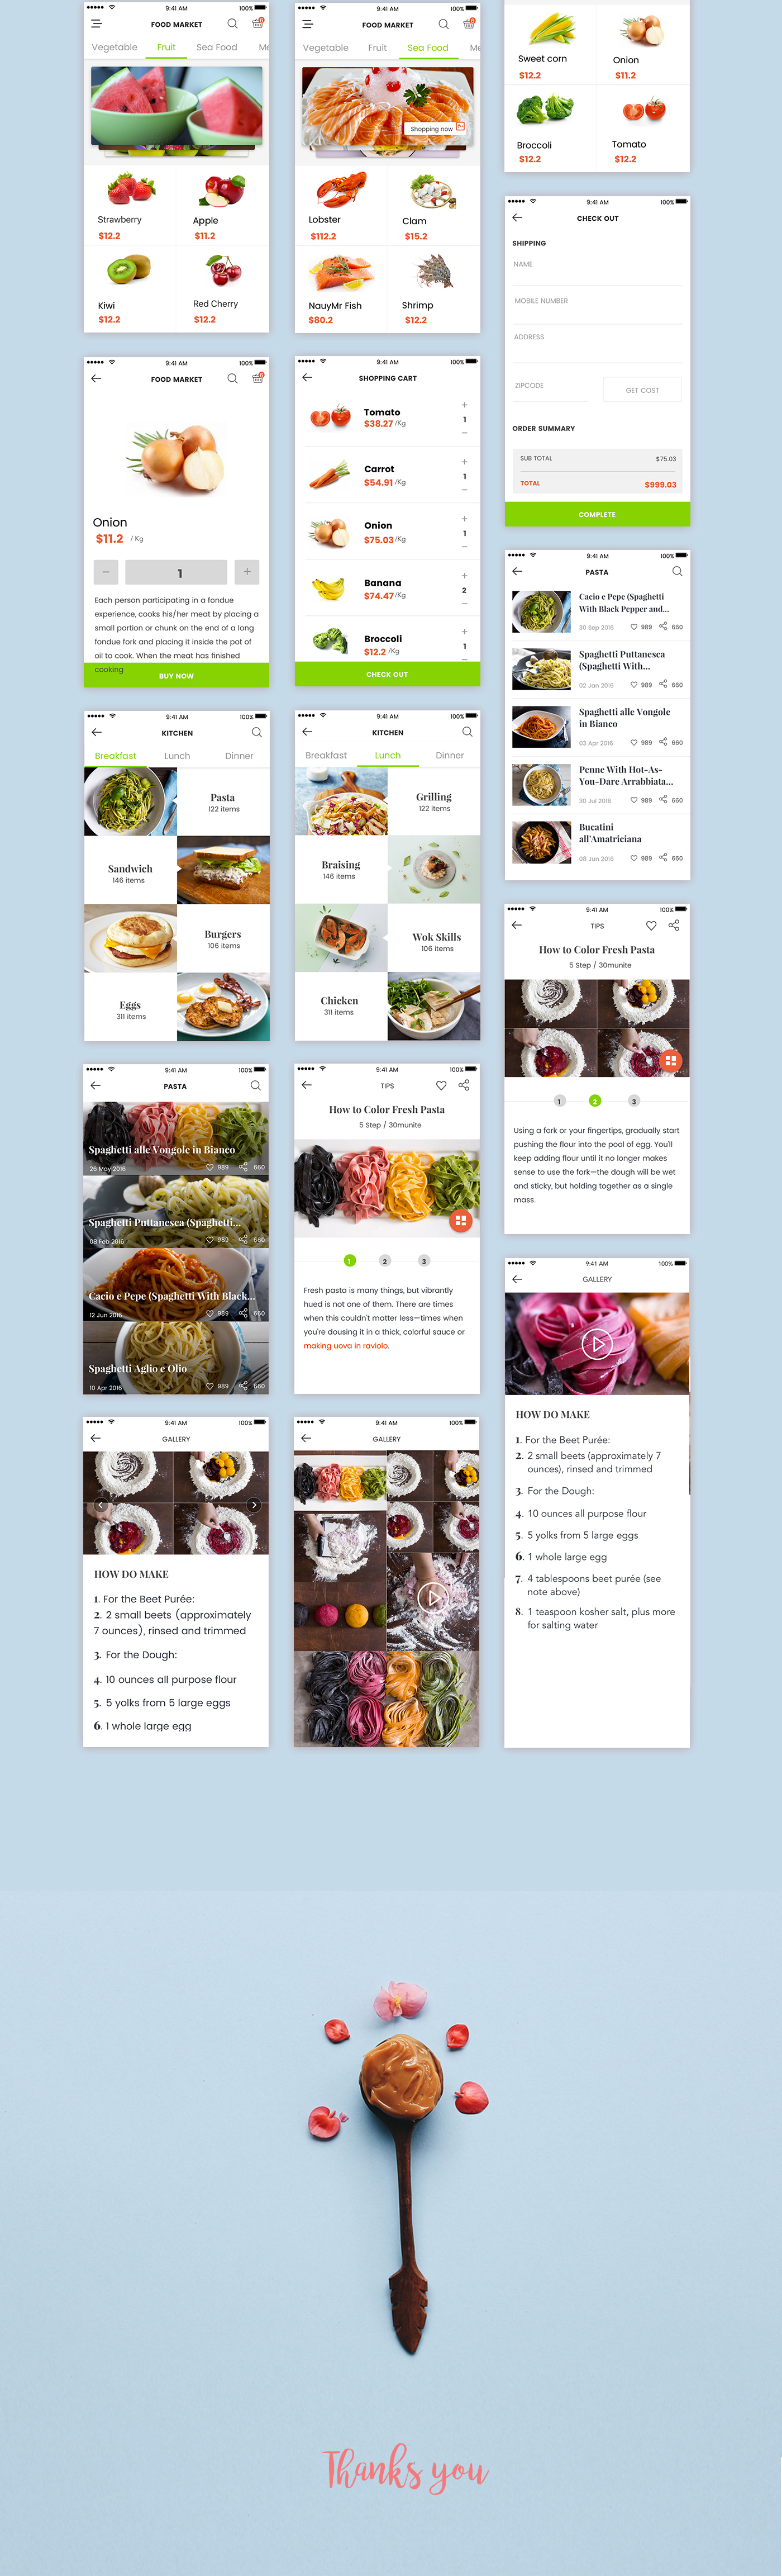 9:41 AM
100%
FOOD MARKET
6
Vegetable Fruit Sea Food Me
Strawberry
$12.2
Apple
$11.2
Kiwi
$12.2
Red Cherry
$12.2
9:41 AM
100%
FOOD MARKET
6
Vegetable Fruit Sea Food Me
Shopping now
Lobster
$112.2
Clam
$15.2
NauyMr Fish
$80.2
Shrimp
$12.2
Sweet corn
$12.2
Onion
$11.2
Broccoli
$12.2
Tomato
$12.2
9:41 AM
100%
CHECK OUT
SHIPPING
NAME
MOBILE NUMBER
ADDRESS
ZIPCODE
GET COST
ORDER SUMMARY
SUB TOTAL $75.03
TOTAL $999.03
COMPLETE
9:41 AM
100%
FOOD MARKET
6
Onion
$11.2 / Kg
− 1 +
Each person participating in a fondue
experience, cooks his/her meat by placing a
small portion or chunk on the end of a long
fondue fork and placing it inside the pot of
oil to cook. When the meat has finished
cooking
BUY NOW
9:41 AM
100%
SHOPPING CART
Tomato
$38.27 /Kg
+
1
−
Carrot
$54.91 /Kg
+
1
−
Onion
$75.03 /Kg
+
1
−
Banana
$74.47 /Kg
+
2
−
Broccoli
$12.2 /Kg
+
1
−
CHECK OUT
9:41 AM
100%
PASTA
Cacio e Pepe (Spaghetti
With Black Pepper and...
30 Sep 2016 989 660
Spaghetti Puttanesca
(Spaghetti With...
02 Jan 2016 989 660
Spaghetti alle Vongole
in Bianco
03 Apr 2016 989 660
Penne With Hot-As-
You-Dare Arrabbiata...
30 Jul 2016 989 660
Bucatini
all'Amatriciana
08 Jun 2016 989 660
9:41 AM
100%
KITCHEN
Breakfast Lunch Dinner
Pasta
122 items
Sandwich
146 items
Burgers
106 items
Eggs
311 items
9:41 AM
100%
KITCHEN
Breakfast Lunch Dinner
Grilling
122 items
Braising
146 items
Wok Skills
106 items
Chicken
311 items
9:41 AM
100%
TIPS
How to Color Fresh Pasta
5 Step / 30munite
1 2 3
Using a fork or your fingertips, gradually start
pushing the flour into the pool of egg. You'll
keep adding flour until it no longer makes
sense to use the fork—the dough will be wet
and sticky, but holding together as a single
mass.
9:41 AM
100%
PASTA
Spaghetti alle Vongole in Bianco
26 May 2016 989 660
Spaghetti Puttanesca (Spaghetti...
08 Feb 2016 989 660
Cacio e Pepe (Spaghetti With Black...
12 Jun 2016 989 660
Spaghetti Aglio e Olio
10 Apr 2016 989 660
9:41 AM
100%
TIPS
How to Color Fresh Pasta
5 Step / 30munite
1 2 3
Fresh pasta is many things, but vibrantly
hued is not one of them. There are times
when this couldn't matter less—times when
you're dousing it in a thick, colorful sauce or
making uova in raviolo.
9:41 AM
100%
GALLERY
HOW DO MAKE
1. For the Beet Purée:
2. 2 small beets (approximately 7
ounces), rinsed and trimmed
3. For the Dough:
4. 10 ounces all purpose flour
5. 5 yolks from 5 large eggs
6. 1 whole large egg
7. 4 tablespoons beet purée (see
note above)
8. 1 teaspoon kosher salt, plus more
for salting water
9:41 AM
100%
GALLERY
HOW DO MAKE
1. For the Beet Purée:
2. 2 small beets (approximately
7 ounces), rinsed and trimmed
3. For the Dough:
4. 10 ounces all purpose flour
5. 5 yolks from 5 large eggs
6. 1 whole large egg
9:41 AM
100%
GALLERY
Thanks you